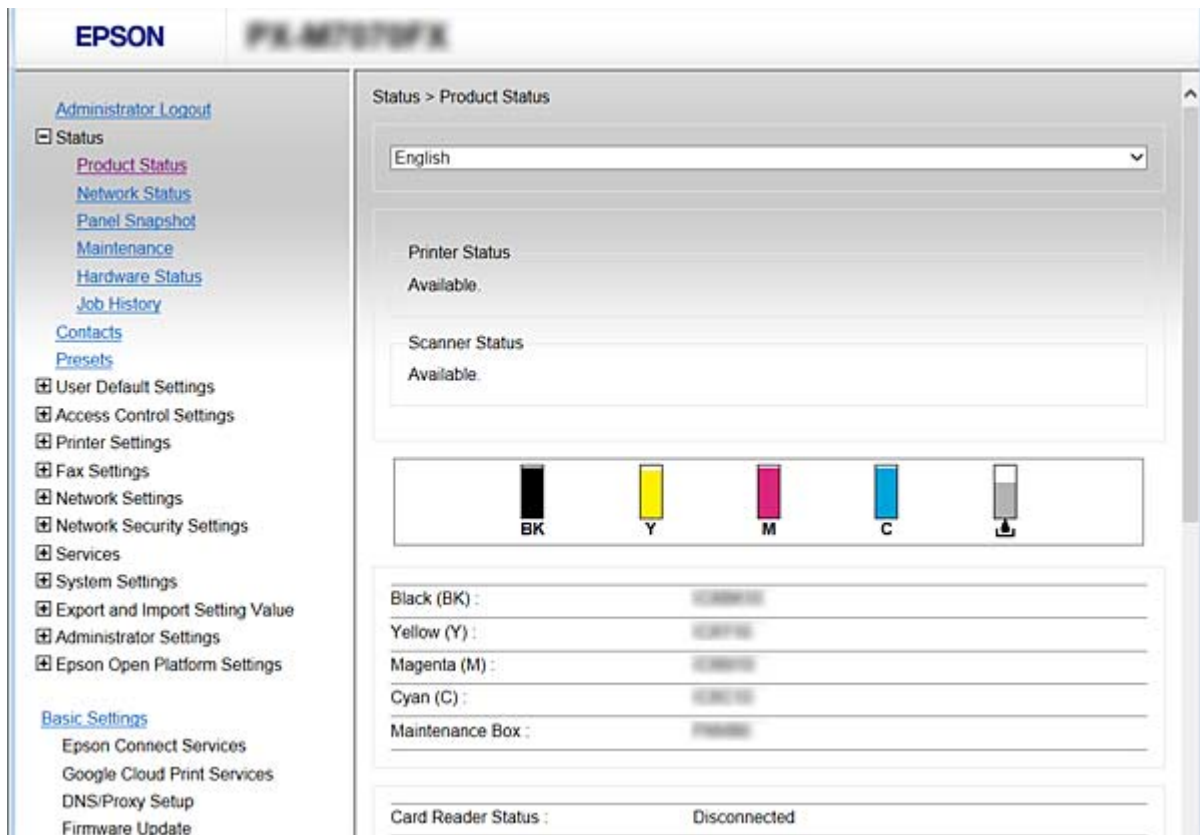 EPSON
Administrator Logout
Status
Product Status
Network Status
Panel Snapshot
Maintenance
Hardware Status
Job History
Contacts
Presets
User Default Settings
Access Control Settings
Printer Settings
Fax Settings
Network Settings
Network Security Settings
Services
System Settings
Export and Import Setting Value
Administrator Settings
Epson Open Platform Settings
Basic Settings
Epson Connect Services
Google Cloud Print Services
DNS/Proxy Setup
Firmware Update
Status > Product Status
English
Printer Status
Available.
Scanner Status
Available.
BK Y M C
Black (BK) :
Yellow (Y) :
Magenta (M) :
Cyan (C) :
Maintenance Box :
Card Reader Status : Disconnected